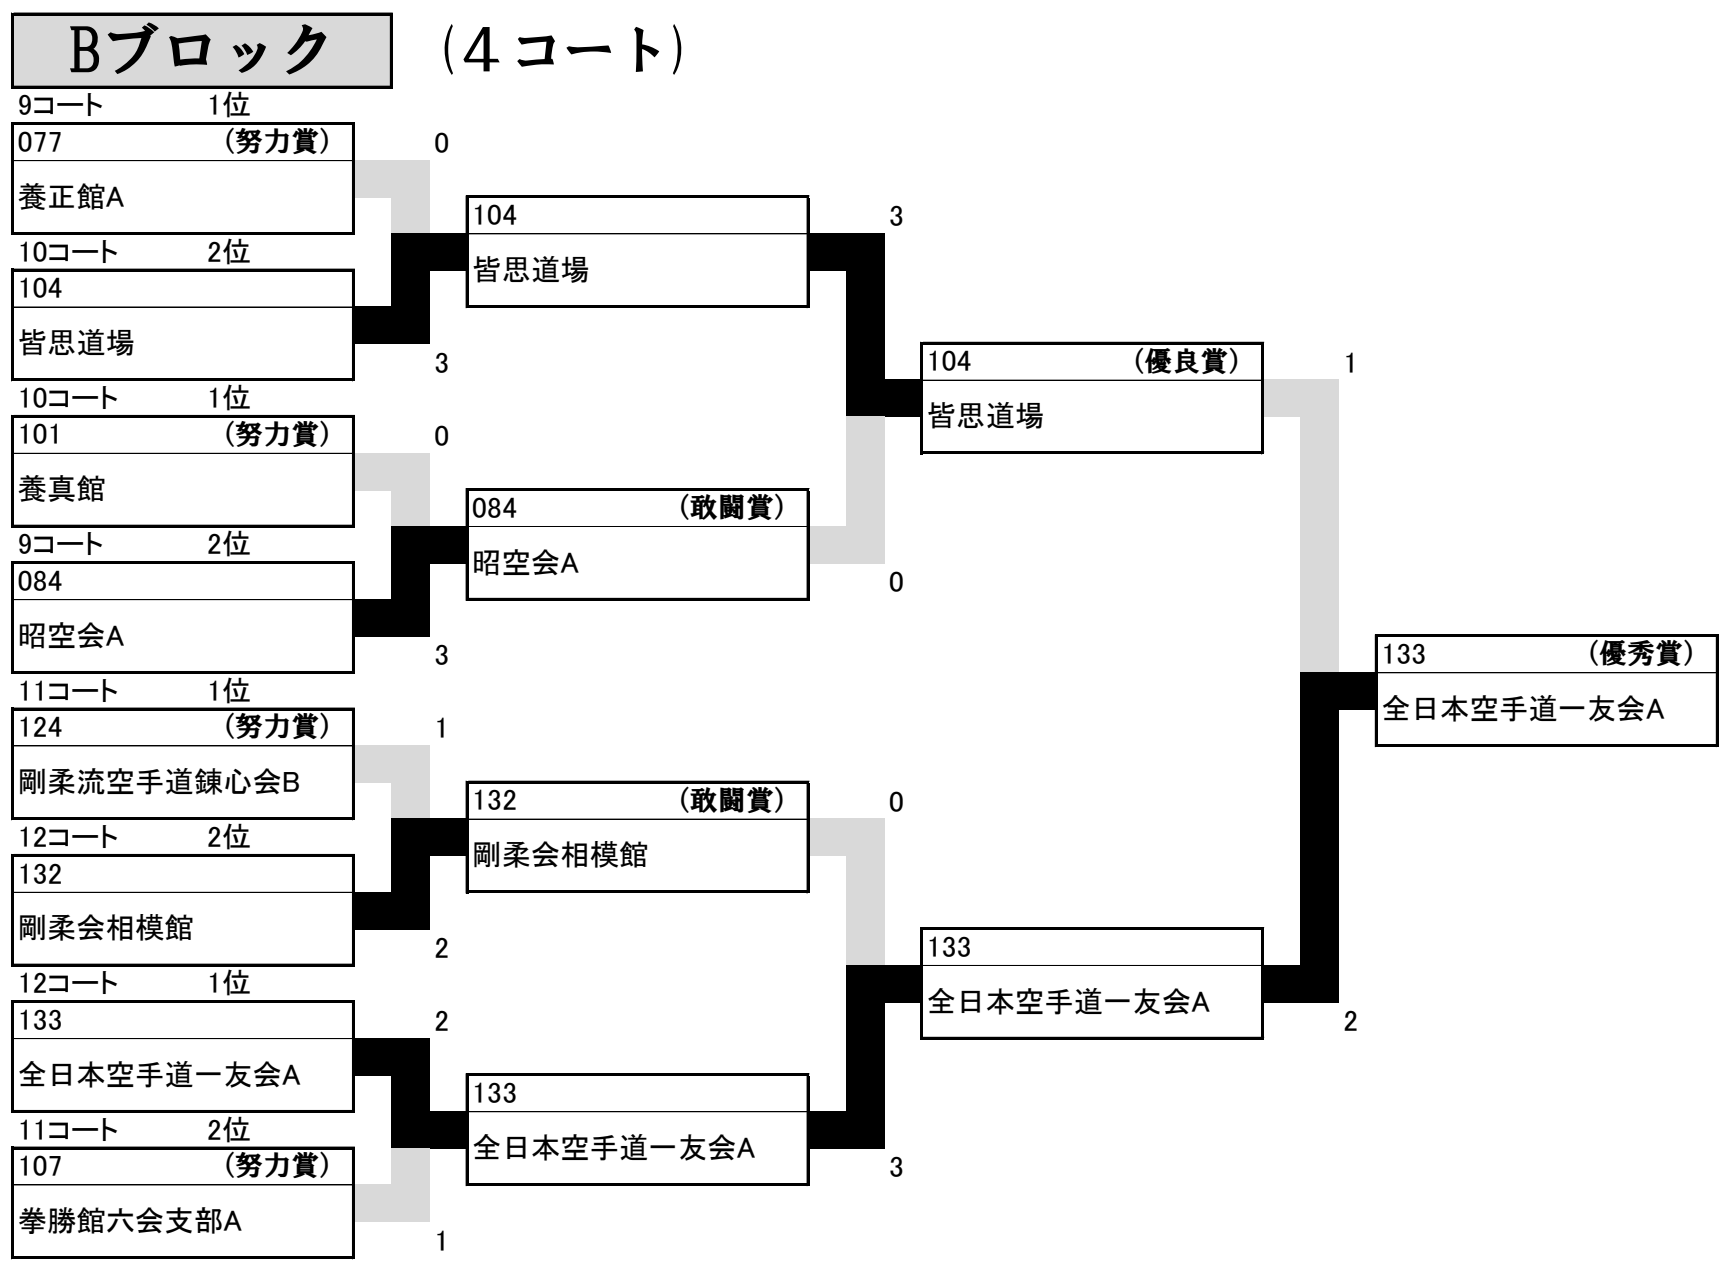 Bブロック (4コート)
9コート 1位
077 (努力賞)
養正館A
0
10コート 2位
104
皆思道場
3
104
皆思道場
3
10コート 1位
101 (努力賞)
養真館
0
9コート 2位
084
昭空会A
3
084 (敢闘賞)
昭空会A
0
104 (優良賞)
皆思道場
1
11コート 1位
124 (努力賞)
剛柔流空手道錬心会B
1
12コート 2位
132
剛柔会相模館
2
132 (敢闘賞)
剛柔会相模館
0
12コート 1位
133
全日本空手道一友会A
2
11コート 2位
107 (努力賞)
拳勝館六会支部A
1
133
全日本空手道一友会A
3
133
全日本空手道一友会A
2
133 (優秀賞)
全日本空手道一友会A